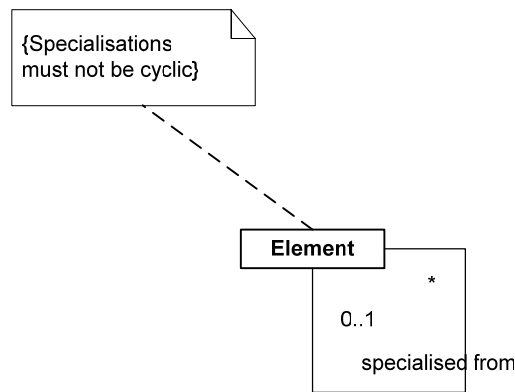 {Specialisations
must not be cyclic}
Element
*
0..1
specialised from